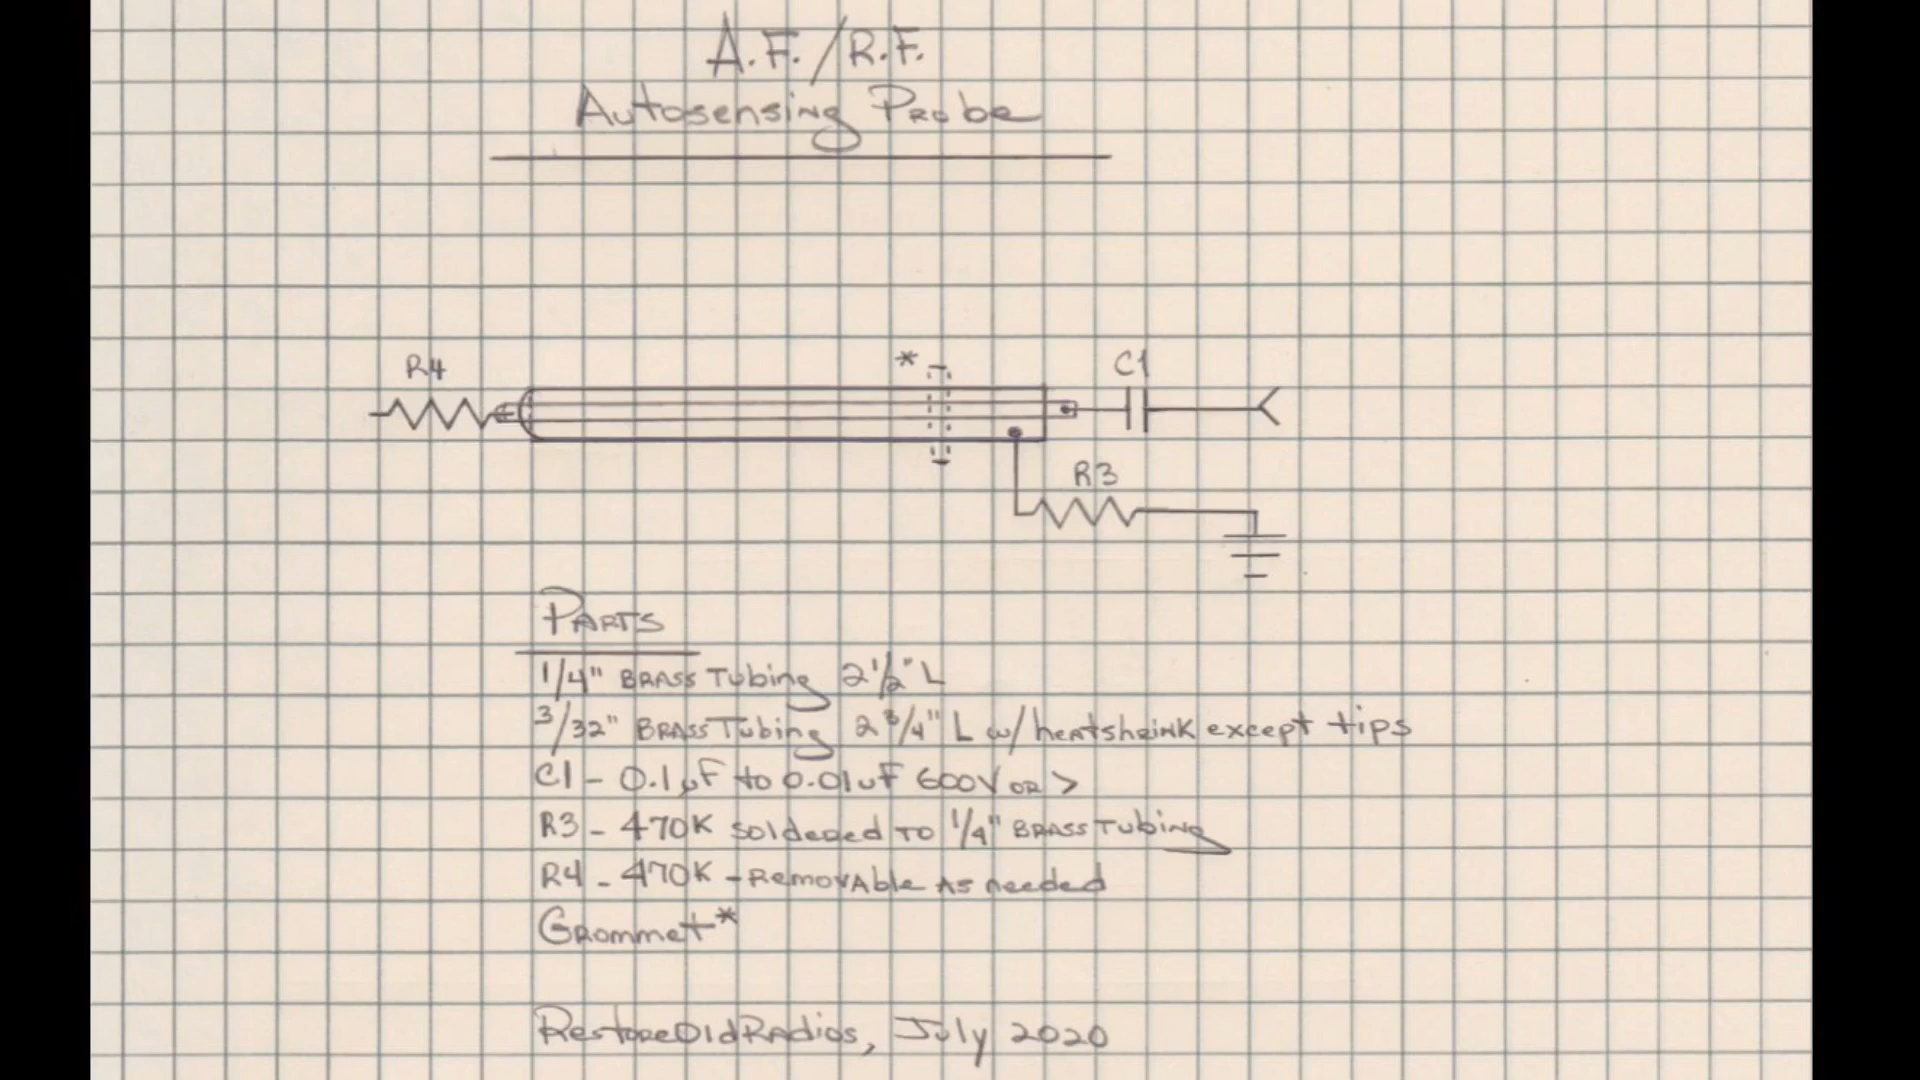 A.F./R.F.
Autosensing Probe
R4
*
C1
R3
Parts
1/4" Brass Tubing 2 1/2" L
3/32" Brass Tubing 2 3/4" L w/ heatshrink except tips
C1 - 0.1µF to 0.01uF 600V or >
R3 - 470K soldered to 1/4" Brass Tubing
R4 - 470K - Removable as needed
Grommet*
RestoreOldRadios, July 2020